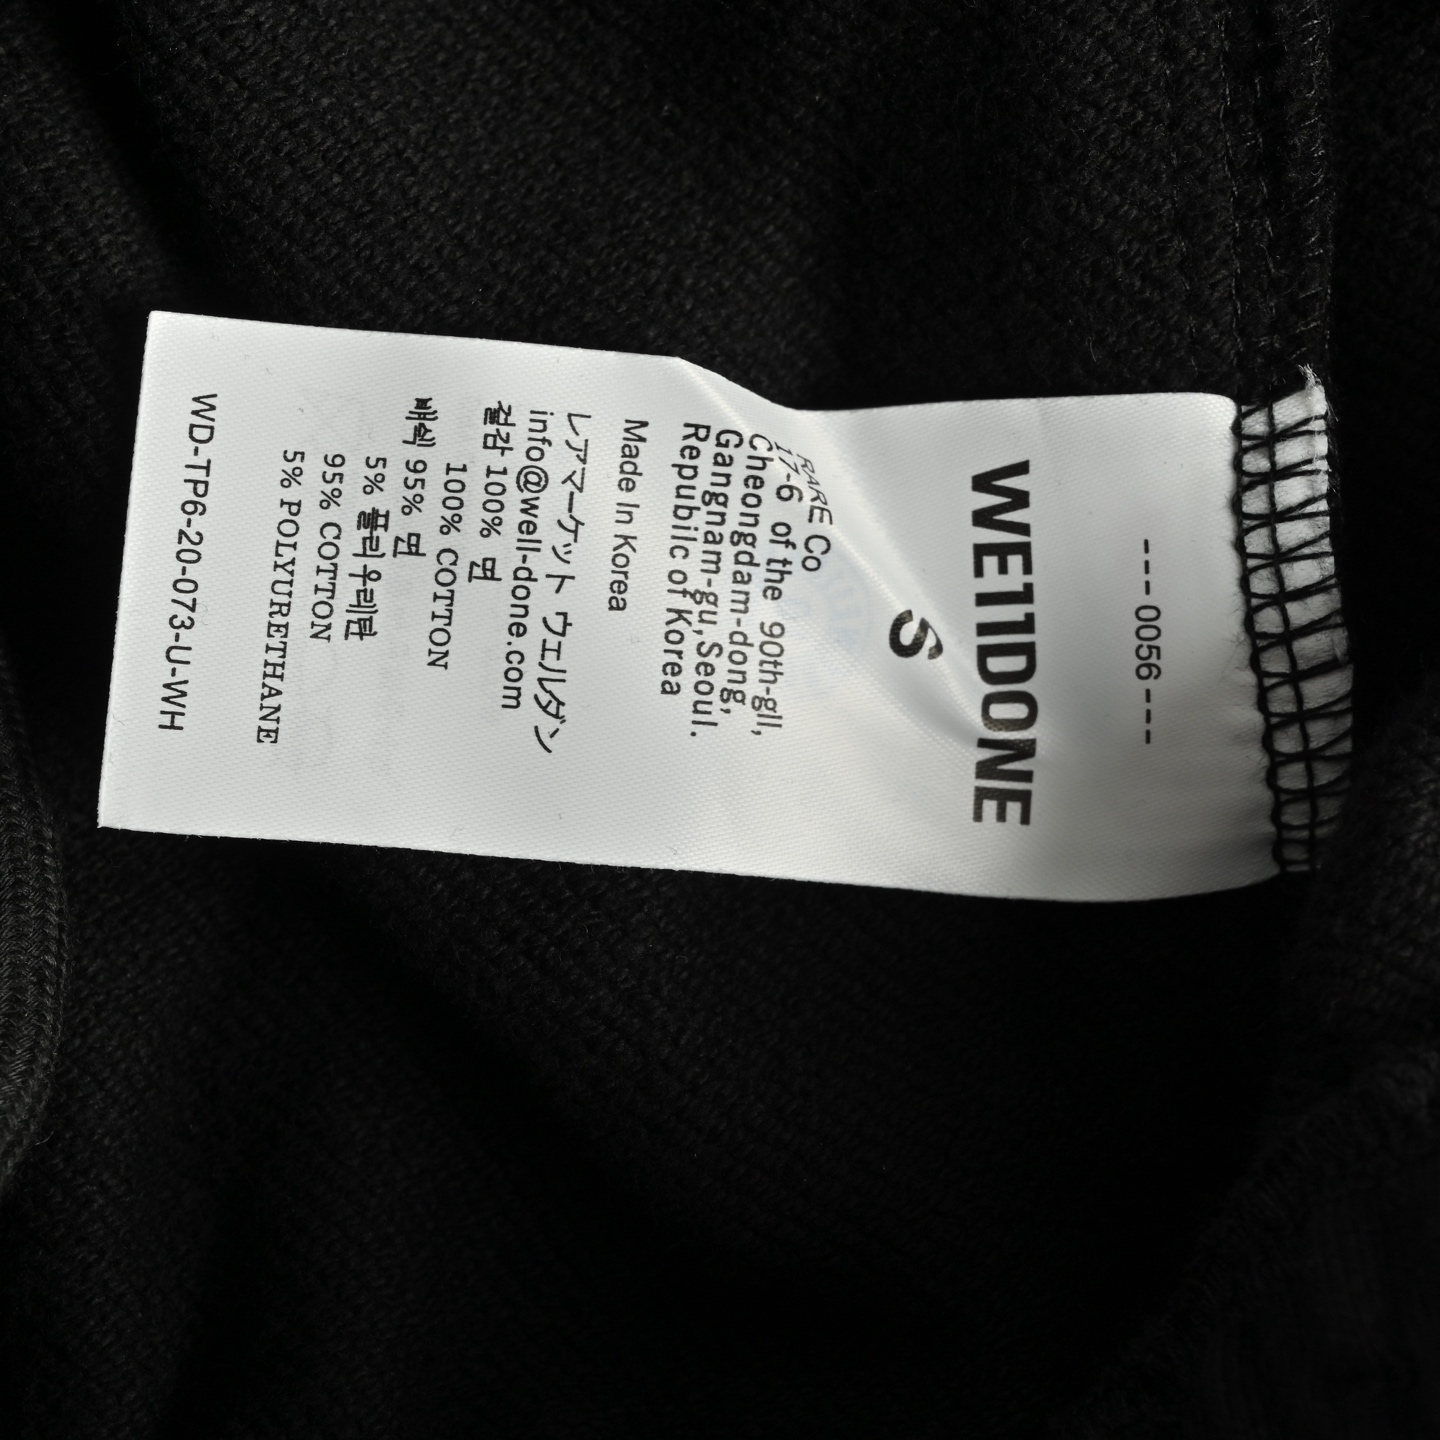 ---0056---
WE11DONE
S
RARE Co
17-6 of the 90th-gil,
Cheongdam-dong,
Gangnam-gu,Seoul.
Repubilc of Korea
Made In Korea
レアマーケット ウェルダン
info@well-done.com
겉감 100% 면
100% COTTON
배색 95% 면
5% 폴리우레탄
95% COTTON
5% POLYURETHANE
WD-TP6-20-073-U-WH